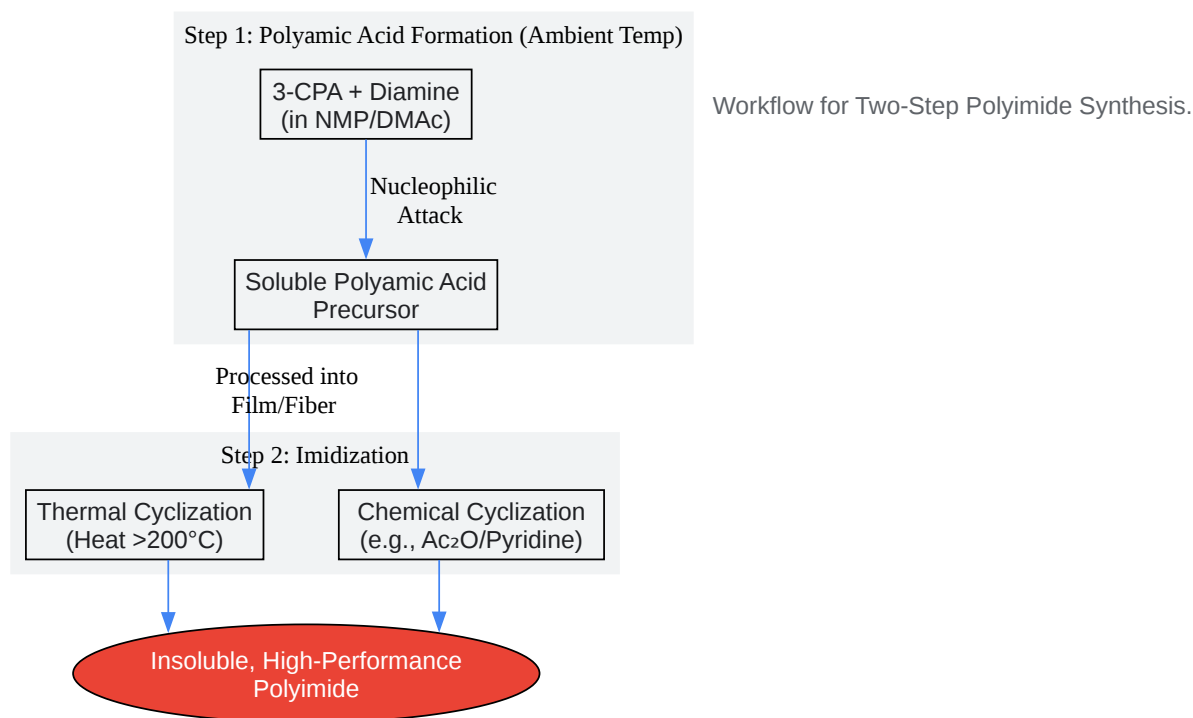 Step 1: Polyamic Acid Formation (Ambient Temp)
3-CPA + Diamine
(in NMP/DMAc)
Workflow for Two-Step Polyimide Synthesis.
Nucleophilic
Attack
Soluble Polyamic Acid
Precursor
Processed into
Film/Fiber
Step 2: Imidization
Thermal Cyclization
(Heat >200°C)
Chemical Cyclization
(e.g., Ac₂O/Pyridine)
Insoluble, High-Performance
Polyimide